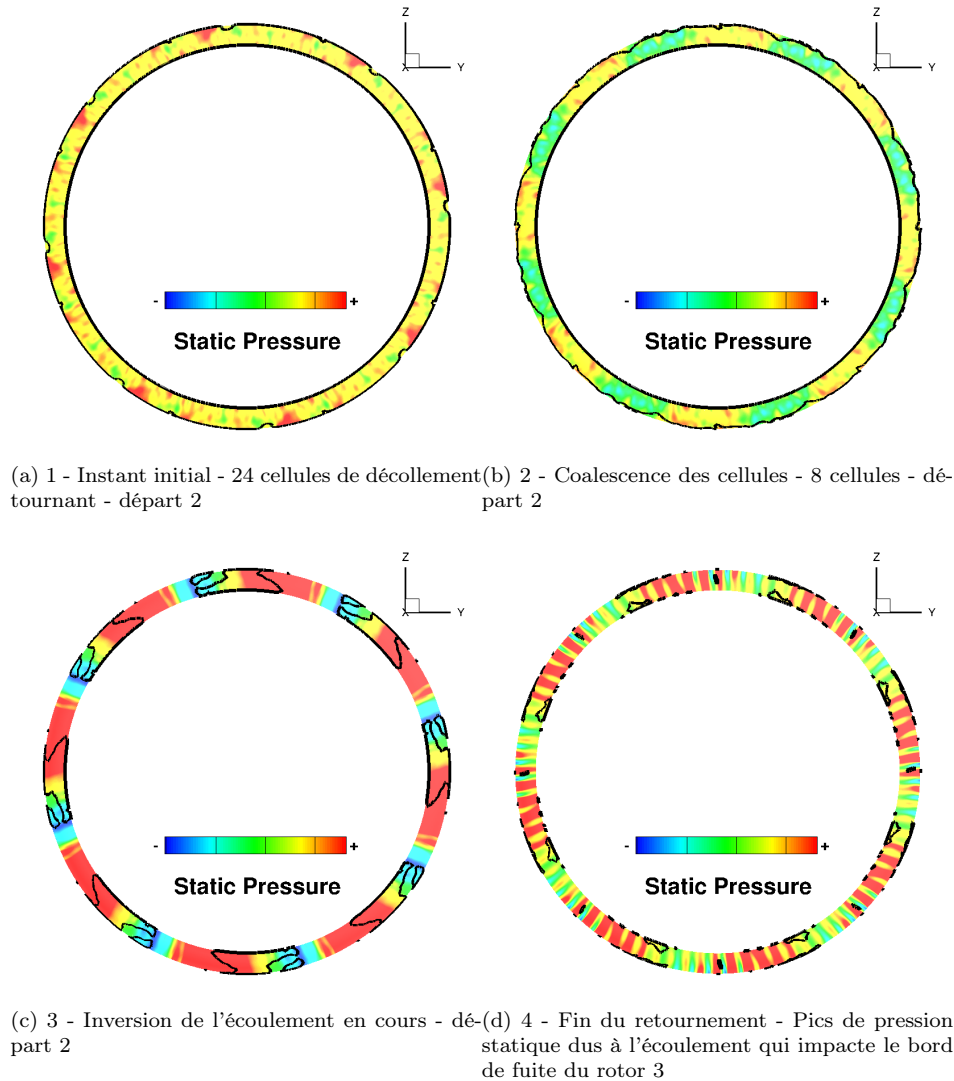 Z
X
Y
-
+
Static Pressure
Z
X
Y
-
+
Static Pressure
(a) 1 - Instant initial - 24 cellules de décollement
tournant - départ 2
(b) 2 - Coalescence des cellules - 8 cellules - dé-
part 2
Z
X
Y
-
+
Static Pressure
Z
X
Y
-
+
Static Pressure
(c) 3 - Inversion de l'écoulement en cours - dé-
part 2
(d) 4 - Fin du retournement - Pics de pression
statique dus à l'écoulement qui impacte le bord
de fuite du rotor 3